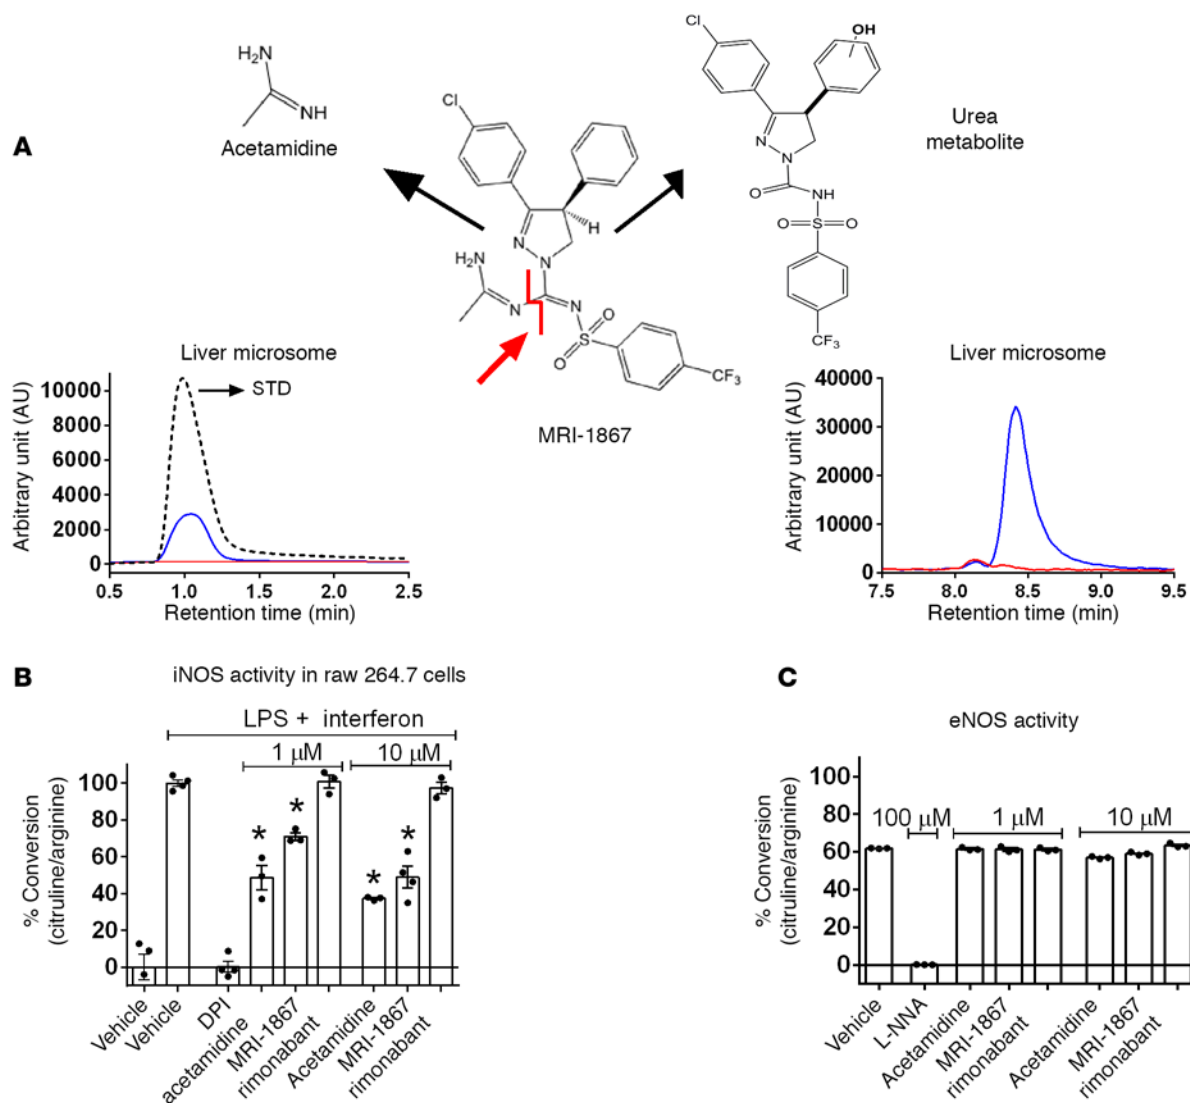 A
H2N
NH
Acetamidine
Cl
N
N
H
H2N
N
N
O
S
O
CF3
MRI-1867
Cl
OH
N
N
O
NH
O
S
O
CF3
Urea
metabolite
Liver microsome
STD
Arbitrary unit (AU)
10000
8000
6000
4000
2000
0
0.5
1.0
1.5
2.0
2.5
Retention time (min)
Liver microsome
Arbitrary unit (AU)
40000
30000
20000
10000
0
7.5
8.0
8.5
9.0
9.5
Retention time (min)
B
iNOS activity in raw 264.7 cells
LPS + interferon
1 μM
10 μM
% Conversion
(citruline/arginine)
100
80
60
40
20
0
*
*
*
*
Vehicle
Vehicle
DPI
acetamidine
MRI-1867
rimonabant
Acetamidine
MRI-1867
rimonabant
C
eNOS activity
100 μM
1 μM
10 μM
% Conversion
(citruline/arginine)
100
80
60
40
20
0
Vehicle
L-NNA
Acetamidine
MRI-1867
rimonabant
Acetamidine
MRI-1867
rimonabant